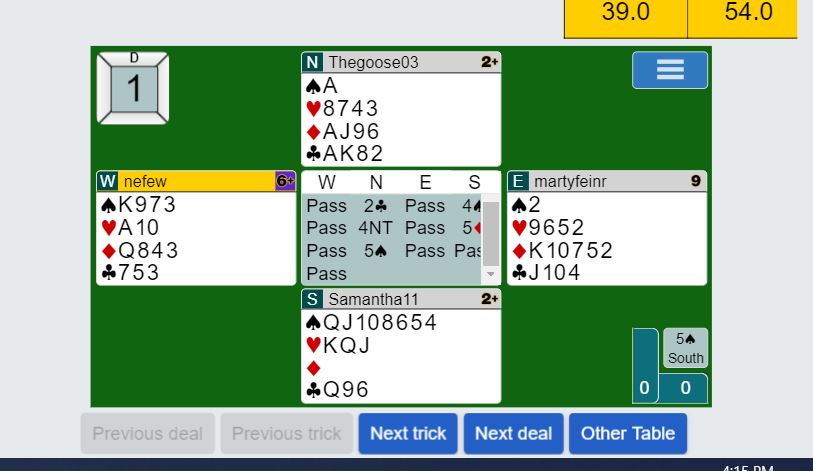 39.0 54.0
D
1
N Thegoose03 2+
♠A
♥8743
♦AJ96
♣AK82
W nefew 6+
♠K973
♥A10
♦Q843
♣753
W N E S
Pass 2♣ Pass 4♠
Pass 4NT Pass 5♦
Pass 5♠ Pass Pas
Pass
E martyfeinr 9
♠2
♥9652
♦K10752
♣J104
S Samantha11 2+
♠QJ108654
♥KQJ
♦
♣Q96
5♠
South
0 0
Previous deal Previous trick Next trick Next deal Other Table
4:15 PM